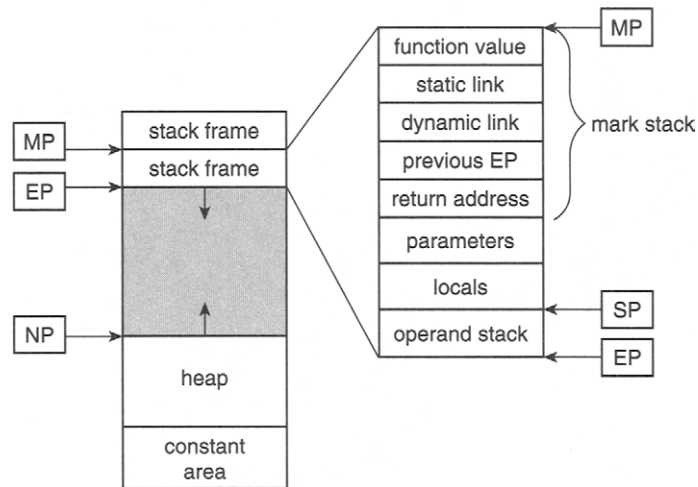 MP
EP
NP
stack frame
stack frame
heap
constant
area
function value
static link
dynamic link
previous EP
return address
parameters
locals
operand stack
MP
mark stack
SP
EP